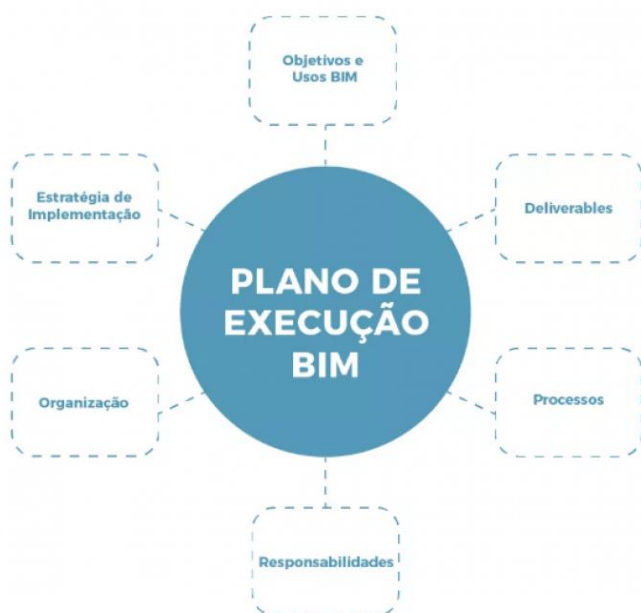 Objetivos e
Usos BIM
Estratégia de
Implementação
Deliverables
PLANO DE
EXECUÇÃO
BIM
Organização
Processos
Responsabilidades